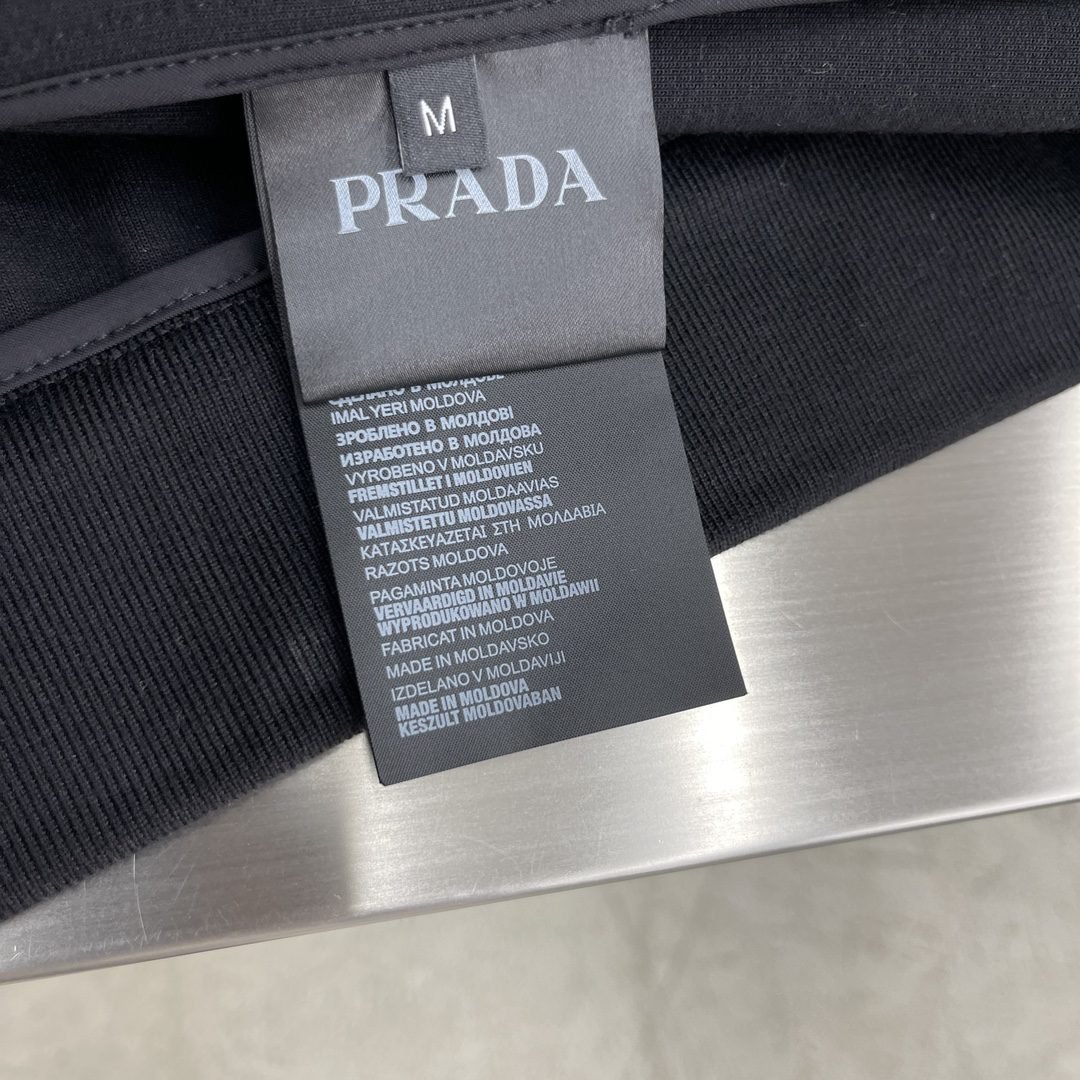 M
PRADA
СДЕЛАНО В МОЛДОВЕ
IMAL YERI MOLDOVA
ЗРОБЛЕНО В МОЛДОВІ
ИЗРАБОТЕНО В МОЛДОВА
VYROBENO V MOLDAVSKU
FREMSTILLET I MOLDOVIEN
VALMISTATUD MOLDAAVIAS
VALMISTETTU MOLDOVASSA
ΚΑΤΑΣΚΕΥΑΖΕΤΑΙ ΣΤΗ ΜΟΛΔΑΒΙΑ
RAZOTS MOLDOVA
PAGAMINTA MOLDOVOJE
VERVAARDIGD IN MOLDAVIE
WYPRODUKOWANO W MOLDAWII
FABRICAT IN MOLDOVA
MADE IN MOLDAVSKO
IZDELANO V MOLDAVIJI
MADE IN MOLDOVA
KESZULT MOLDOVABAN